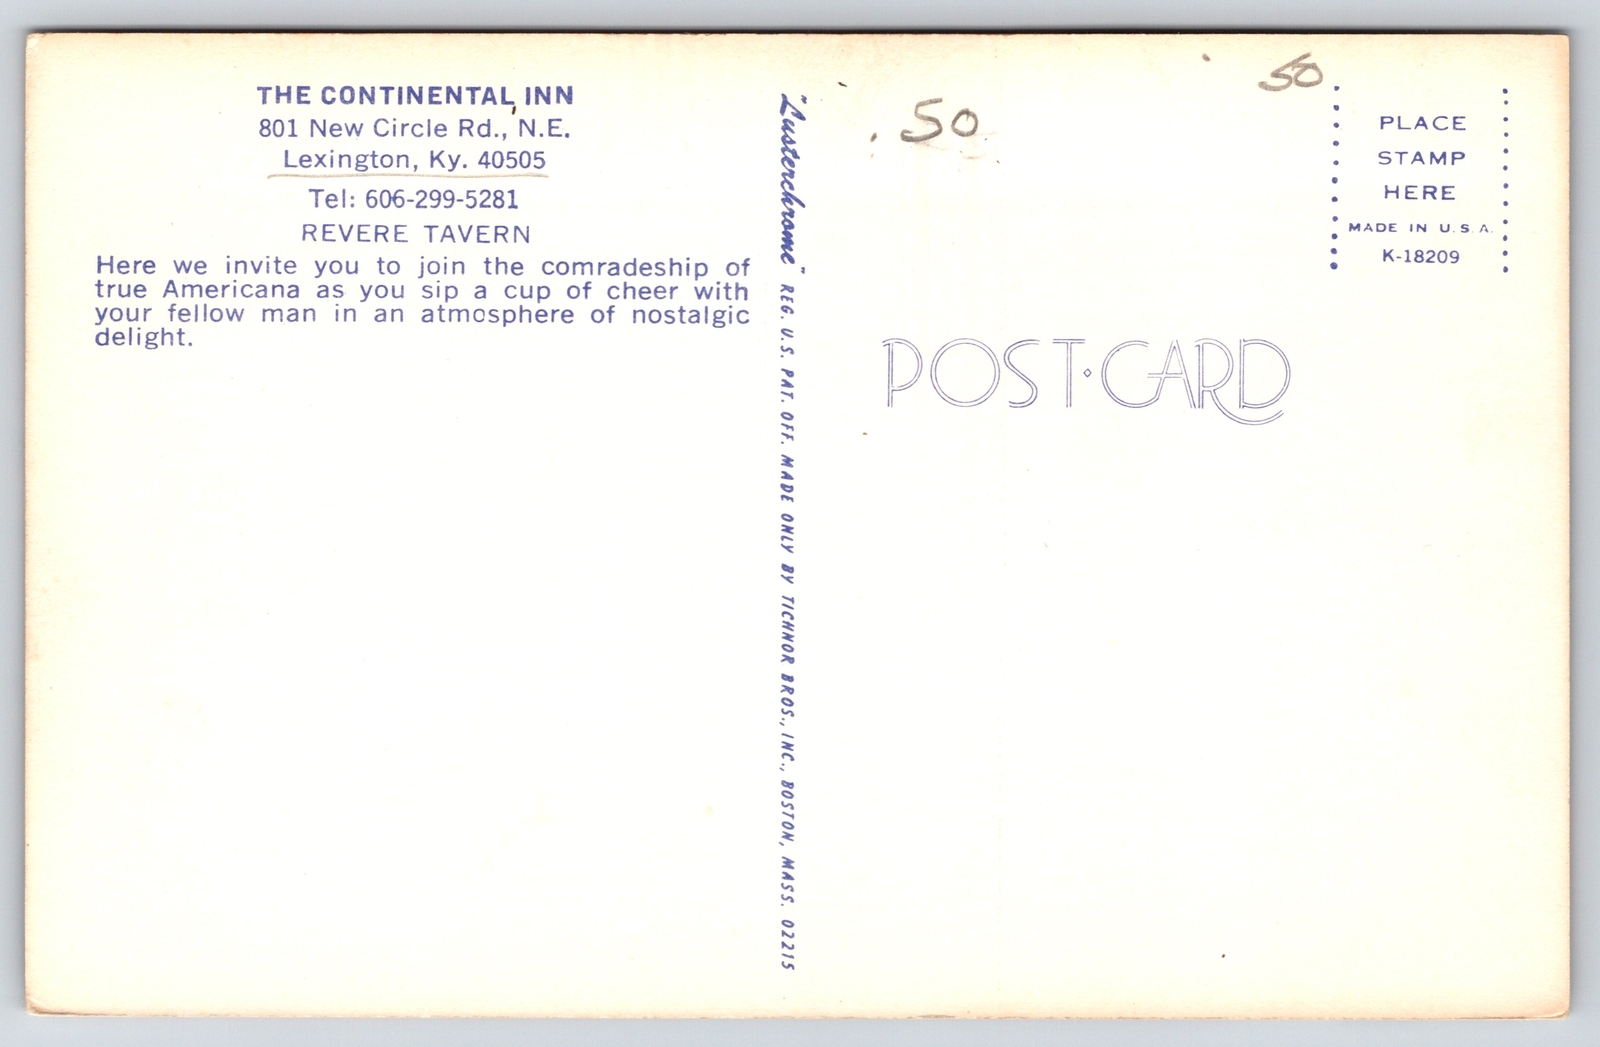 THE CONTINENTAL INN
801 New Circle Rd., N.E.
Lexington, Ky. 40505
Tel: 606-299-5281
REVERE TAVERN
Here we invite you to join the comradeship of
true Americana as you sip a cup of cheer with
your fellow man in an atmosphere of nostalgic
delight.
"Lusterchrome" REG. U.S. PAT. OFF. MADE ONLY BY TICHNOR BROS., INC., BOSTON, MASS. 02215
.50
50
PLACE
STAMP
HERE
MADE IN U.S.A.
K-18209
POST·CARD